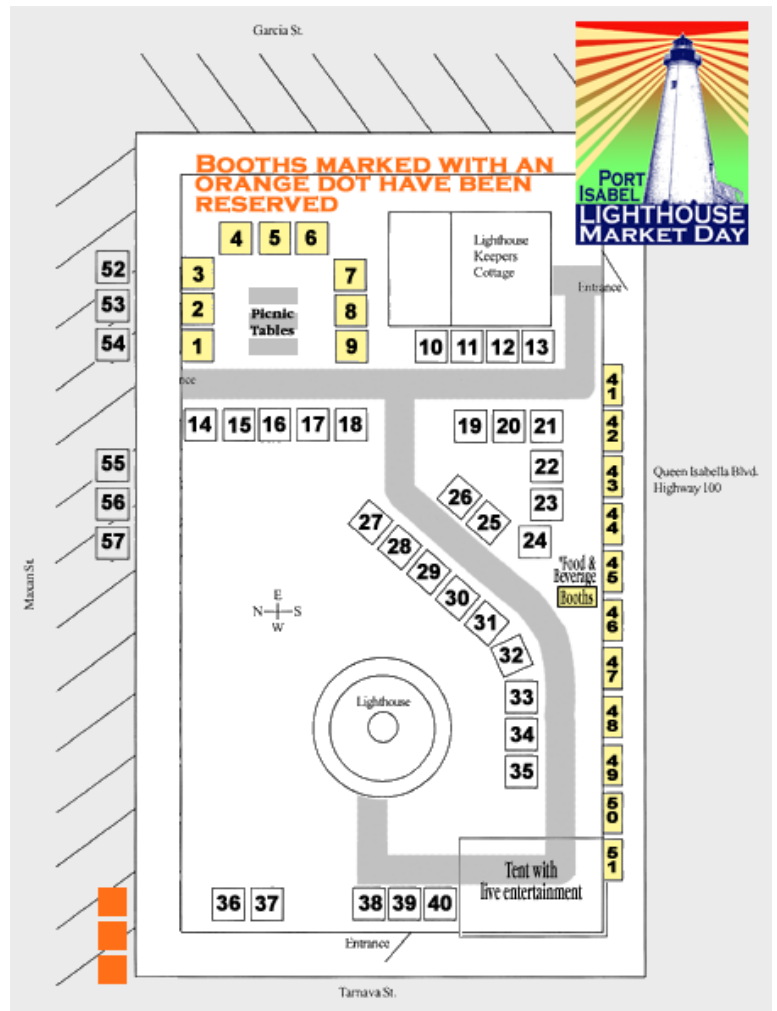 Garcia St.
BOOTHS MARKED WITH AN
ORANGE DOT HAVE BEEN
RESERVED
PORT
ISABEL
LIGHTHOUSE
MARKET DAY
4 5 6
Lighthouse
Keepers
Cottage
52
3
7
Entrance
53
2
Picnic
Tables
8
54
1
9
10 11 12 13
nce
41
14 15 16 17 18
19 20 21
42
55
22
43
Queen Isabella Blvd.
Highway 100
56
26
25
23
44
57
27
28
29
30
31
32
24
*Food &
Beverage
Booths
45
46
Maxan St.
E
N S
W
47
33
Lighthouse
48
34
35
49
50
51
Tent with
live entertainment
36 37
38 39 40
Entrance
Tarnava St.